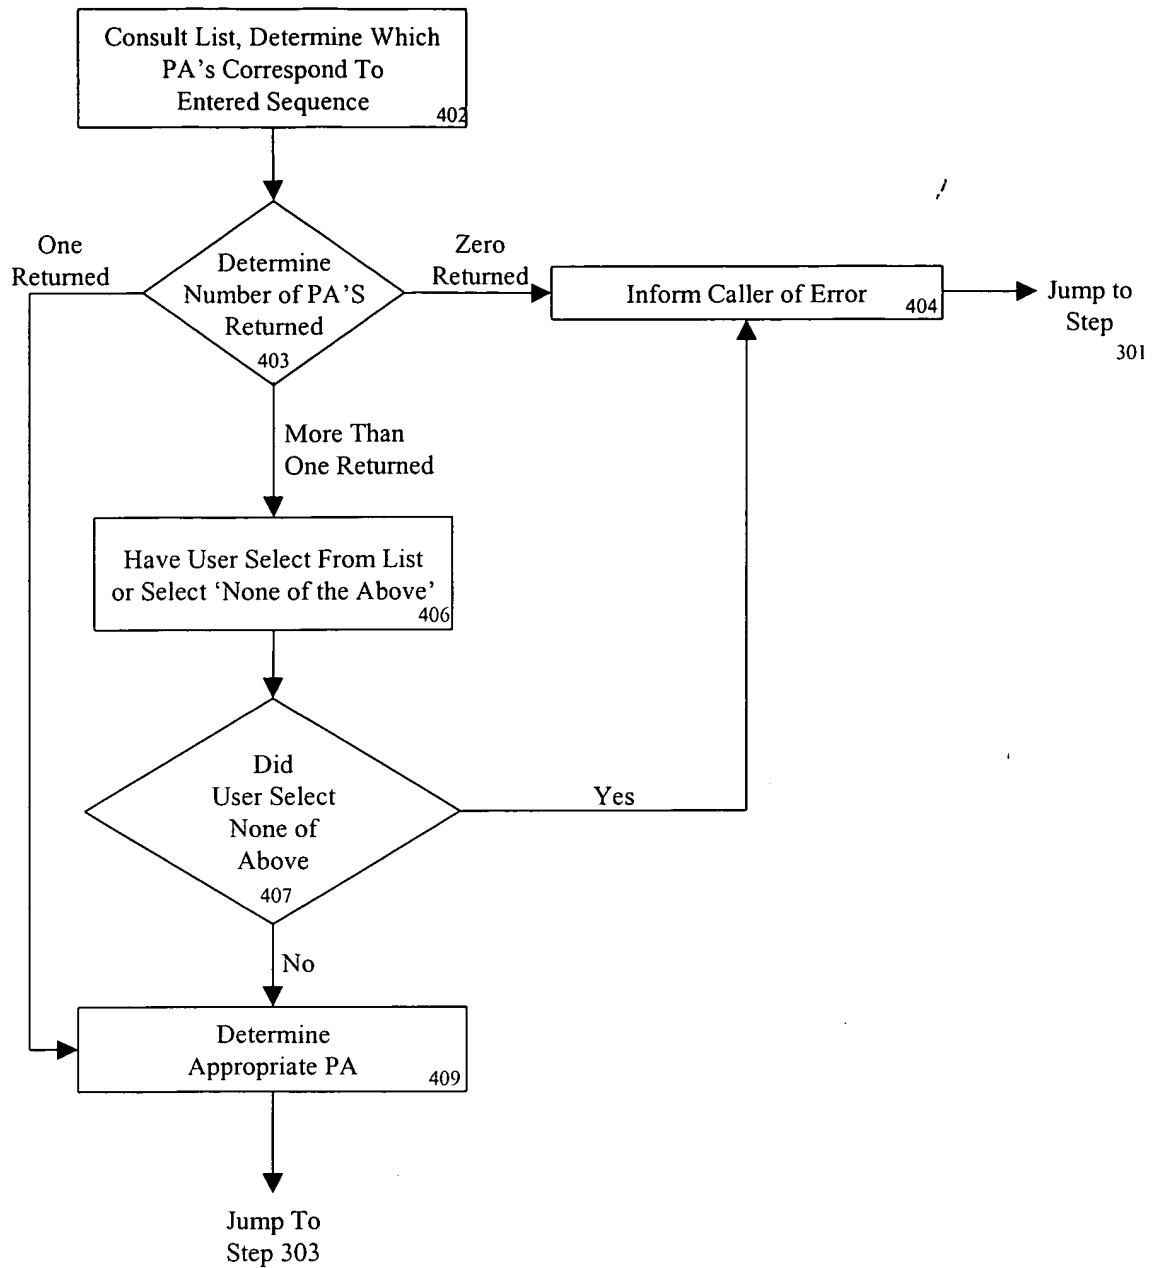 Consult List, Determine Which
PA's Correspond To
Entered Sequence
402
One
Returned
Determine
Number of PA'S
Returned
403
Zero
Returned
Inform Caller of Error
404
Jump to
Step
301
More Than
One Returned
Have User Select From List
or Select ‘None of the Above’
406
Did
User Select
None of
Above
407
Yes
No
Determine
Appropriate PA
409
Jump To
Step 303